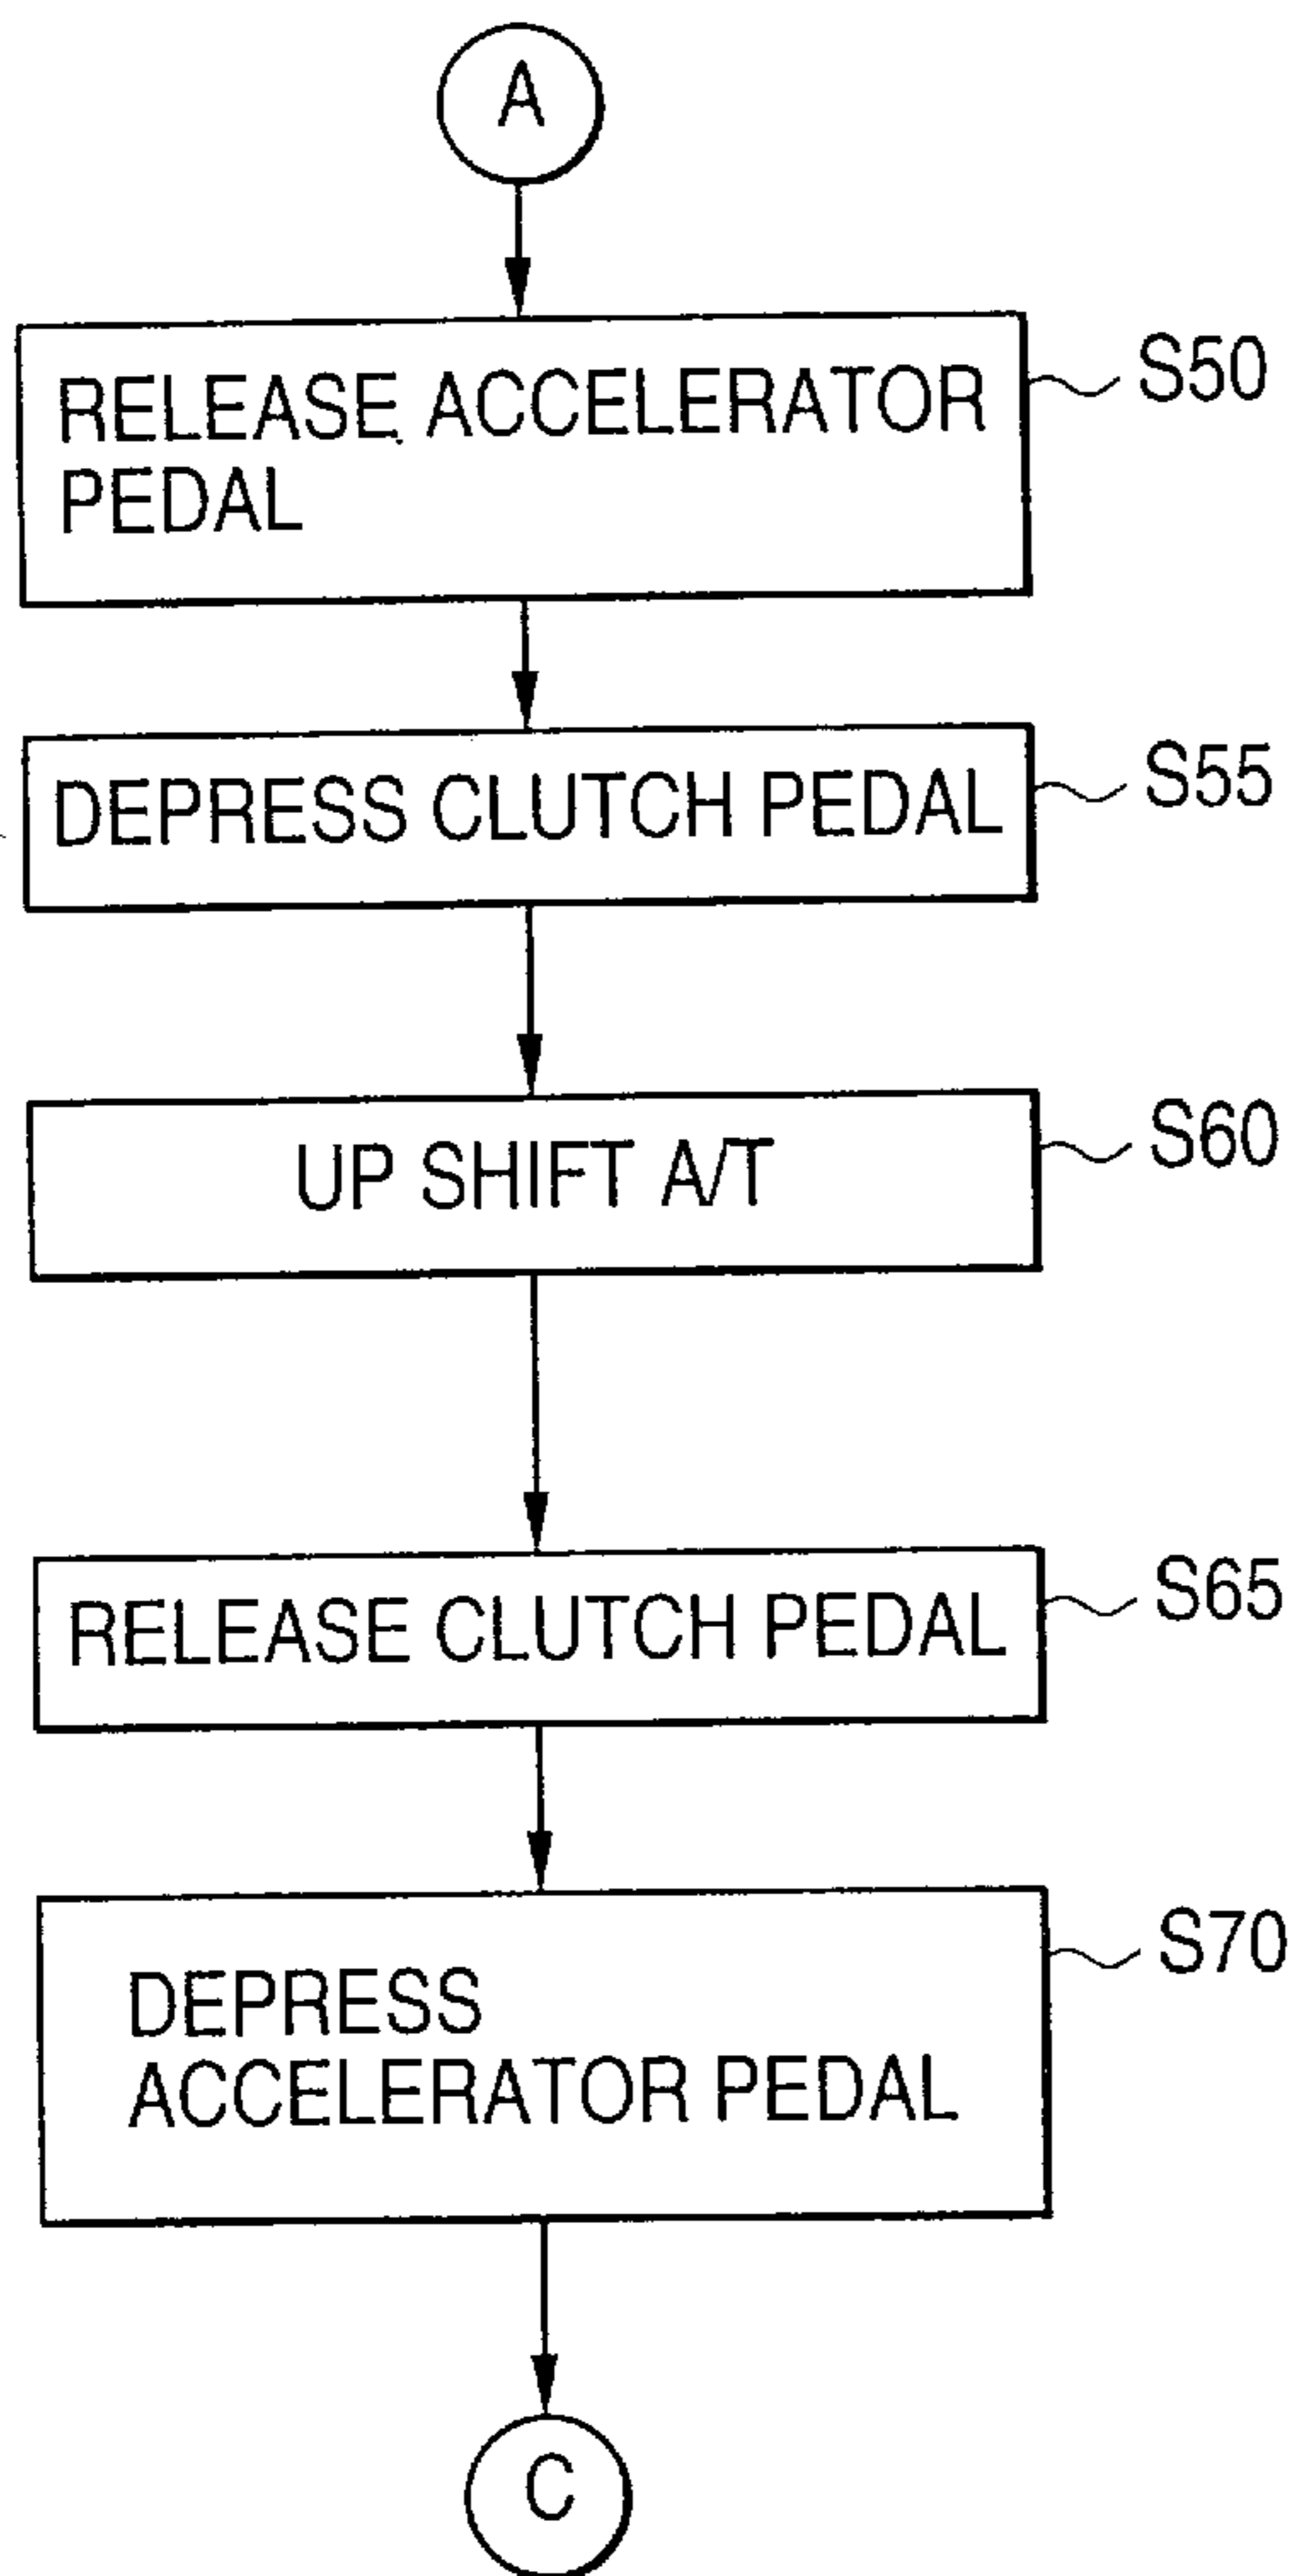 A
RELEASE ACCELERATOR
PEDAL
S50
DEPRESS CLUTCH PEDAL
S55
UP SHIFT A/T
S60
RELEASE CLUTCH PEDAL
S65
DEPRESS
ACCELERATOR PEDAL
S70
C